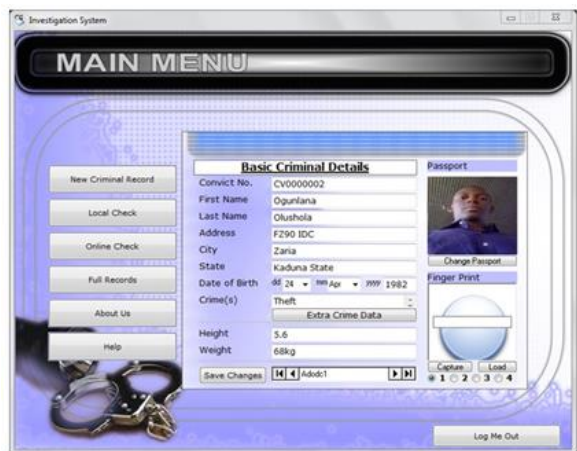 Investigation System
MAIN MENU
New Criminal Record
Local Check
Online Check
Full Records
About Us
Help
Basic Criminal Details
Convict No. CV0000002
First Name Ogunlana
Last Name Olushola
Address FZ90 IDC
City Zaria
State Kaduna State
Date of Birth dd 24 mm Apr yyyy 1982
Crime(s) Theft
Extra Crime Data
Height 5.6
Weight 68kg
Save Changes Adodc1
Passport
Change Passport
Finger Print
Capture Load
1 2 3 4
Log Me Out